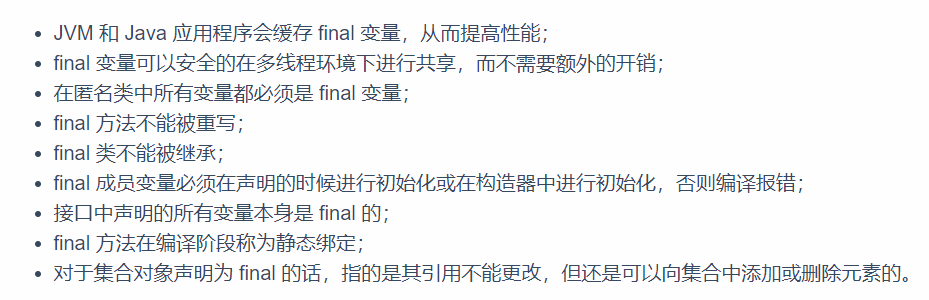 JVM 和 Java 应用程序会缓存 final 变量，从而提高性能；
final 变量可以安全的在多线程环境下进行共享，而不需要额外的开销；
在匿名类中所有变量都必须是 final 变量；
final 方法不能被重写；
final 类不能被继承；
final 成员变量必须在声明的时候进行初始化或在构造器中进行初始化，否则编译报错；
接口中声明的所有变量本身是 final 的；
final 方法在编译阶段称为静态绑定；
对于集合对象声明为 final 的话，指的是其引用不能更改，但还是可以向集合中添加或删除元素的。